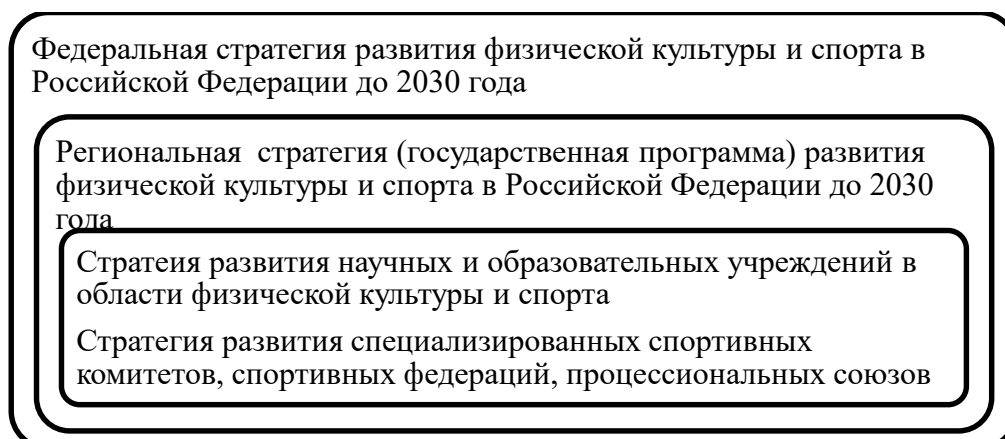 Федеральная стратегия развития физической культуры и спорта в
Российской Федерации до 2030 года
Региональная стратегия (государственная программа) развития
физической культуры и спорта в Российской Федерации до 2030
года
Стратеия развития научных и образовательных учреждений в
области физической культуры и спорта
Стратегия развития специализированных спортивных
комитетов, спортивных федераций, процессиональных союзов